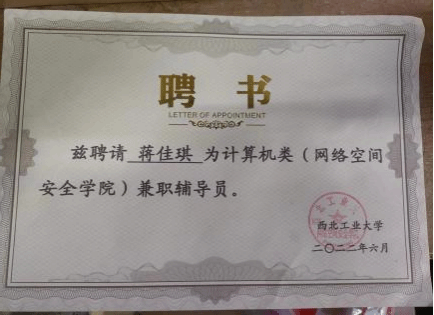 聘书
LETTER OF APPOINTMENT
兹聘请 蒋佳琪 为计算机类（网络空间
安全学院）兼职辅导员。
西北工业大学
二〇二二年六月